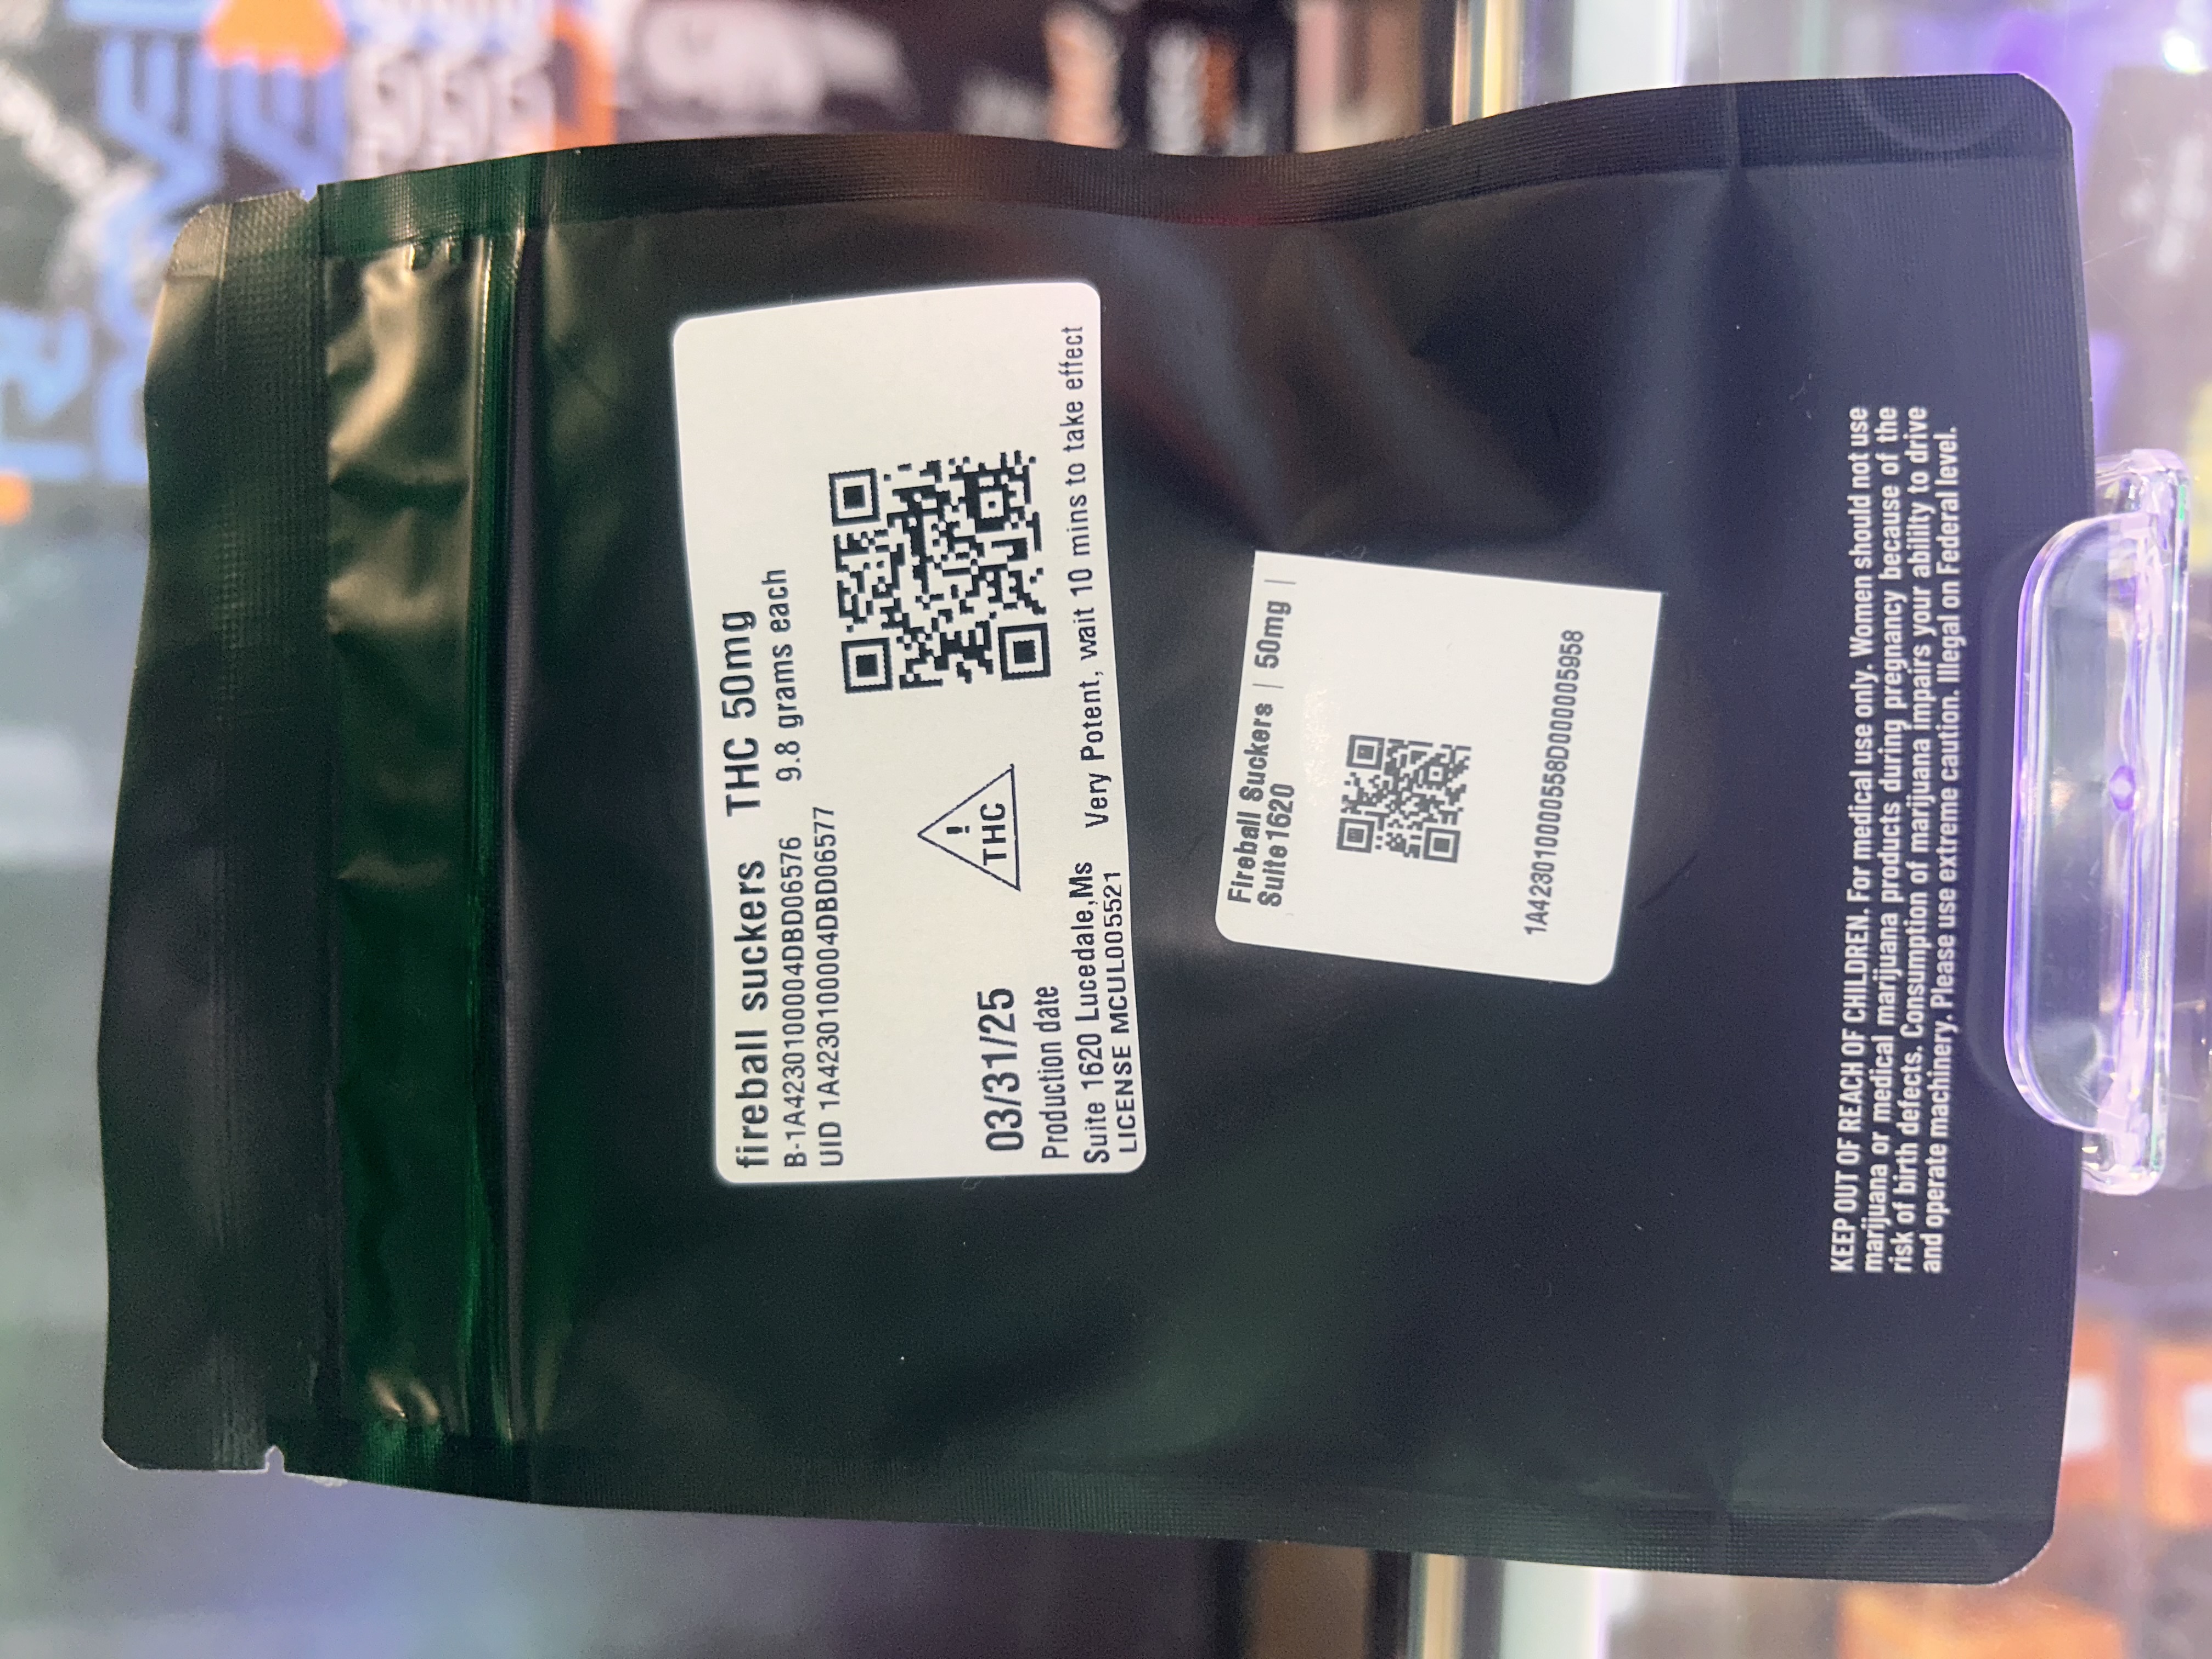 fireball suckers THC 50mg
B-1A4230100004DBD06576 9.8 grams each
UID 1A4230100004DBD06577
! THC
03/31/25
Production date
Suite 1620 Lucedale,Ms Very Potent, wait 10 mins to take effect
LICENSE MCUL005521
Fireball Suckers | 50mg |
Suite1620
1A4230100000558D000005958
KEEP OUT OF REACH OF CHILDREN. For medical use only. Women should not use
marijuana or medical marijuana products during pregnancy because of the
risk of birth defects. Consumption of marijuana impairs your ability to drive
and operate machinery. Please use extreme caution. Illegal on Federal level.